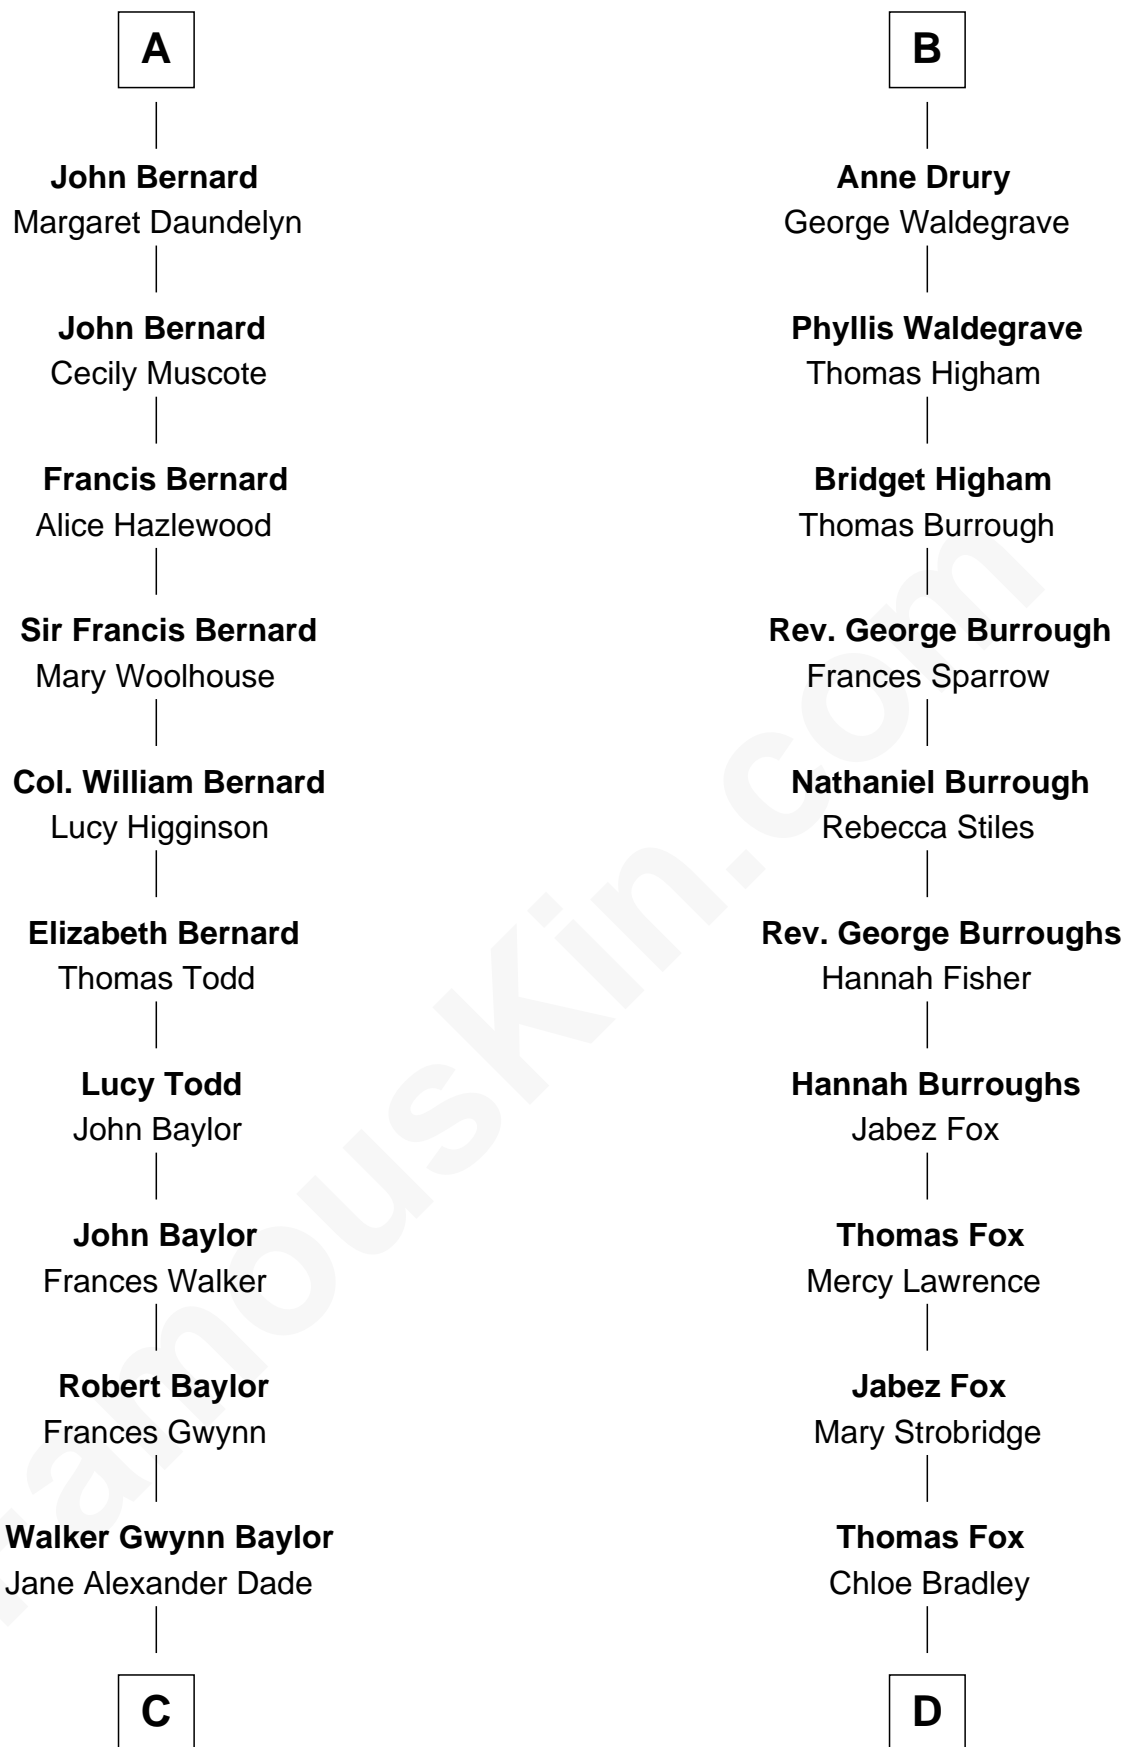 A
John Bernard
Margaret Daundelyn
John Bernard
Cecily Muscote
Francis Bernard
Alice Hazlewood
Sir Francis Bernard
Mary Woolhouse
Col. William Bernard
Lucy Higginson
Elizabeth Bernard
Thomas Todd
Lucy Todd
John Baylor
John Baylor
Frances Walker
Robert Baylor
Frances Gwynn
Walker Gwynn Baylor
Jane Alexander Dade
C
B
Anne Drury
George Waldegrave
Phyllis Waldegrave
Thomas Higham
Bridget Higham
Thomas Burrough
Rev. George Burrough
Frances Sparrow
Nathaniel Burrough
Rebecca Stiles
Rev. George Burroughs
Hannah Fisher
Hannah Burroughs
Jabez Fox
Thomas Fox
Mercy Lawrence
Jabez Fox
Mary Strobridge
Thomas Fox
Chloe Bradley
D
FamousKin.com